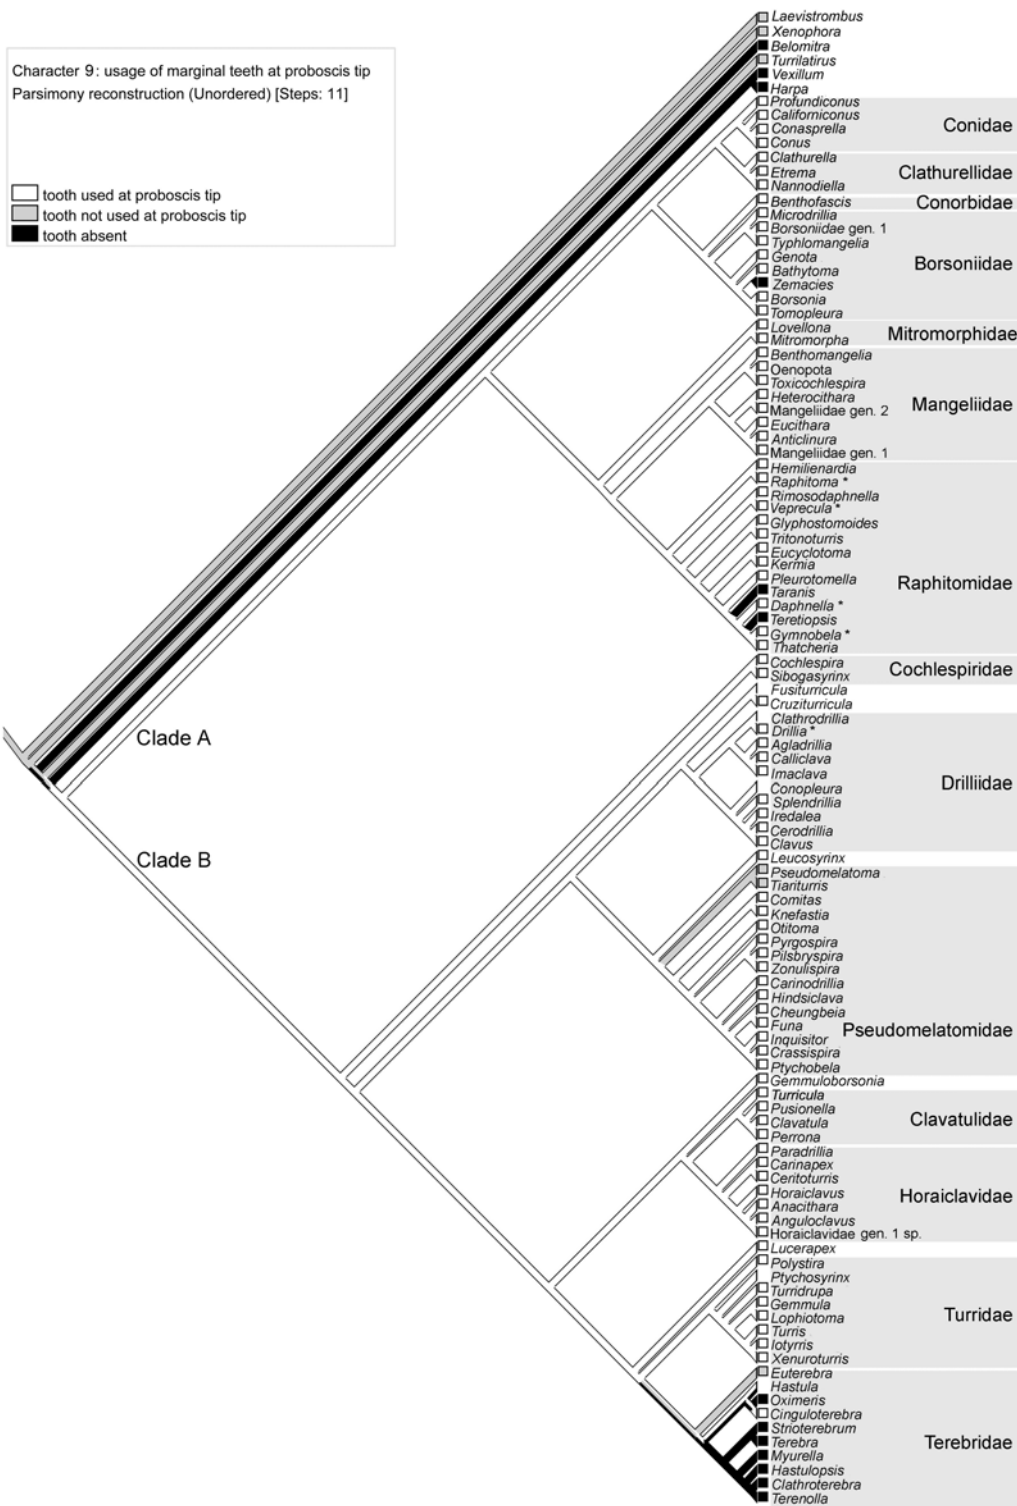 Character 9: usage of marginal teeth at proboscis tip
Parsimony reconstruction (Unordered) [Steps: 11]
tooth used at proboscis tip
tooth not used at proboscis tip
tooth absent
Clade A
Clade B
Laevistrombus
Xenophora
Belomitra
Turrilatirus
Vexillum
Harpa
Profundiconus
Californiconus
Conasprella
Conus
Conidae
Clathurella
Etrema
Nannodiella
Clathurellidae
Benthofascis
Conorbidae
Microdrillia
Borsoniidae gen. 1
Typhlomangelia
Genota
Bathytoma
Zemacies
Borsonia
Tomopleura
Borsoniidae
Lovellona
Mitromorpha
Mitromorphidae
Benthomangelia
Oenopota
Toxicochlespira
Heterocithara
Mangeliidae gen. 2
Eucithara
Anticlinura
Mangeliidae gen. 1
Mangeliidae
Hemilienardia
Raphitoma *
Rimosodaphnella
Veprecula *
Glyphostomoides
Tritonoturris
Eucyclotoma
Kermia
Pleurotomella
Taranis
Daphnella *
Teretiopsis
Gymnobela *
Thatcheria
Raphitomidae
Cochlespira
Sibogasyrinx
Cochlespiridae
Fusiturricula
Cruziturricula
Clathrodrillia
Drillia *
Agladrillia
Calliclava
Imaclava
Conopleura
Splendrillia
Iredalea
Cerodrillia
Clavus
Drilliidae
Leucosyrinx
Pseudomelatoma
Tiariturris
Comitas
Knefastia
Otitoma
Pyrgospira
Pilsbryspira
Zonulispira
Carinodrillia
Hindsiclava
Cheungbeia
Funa
Inquisitor
Crassispira
Ptychobela
Pseudomelatomidae
Gemmuloborsonia
Turricula
Pusionella
Clavatula
Perrona
Clavatulidae
Paradrillia
Carinapex
Ceritoturris
Horaiclavus
Anacithara
Anguloclavus
Horaiclavidae gen. 1 sp.
Horaiclavidae
Lucerapex
Polystira
Ptychosyrinx
Turridrupa
Gemmula
Lophiotoma
Turris
Iotyrris
Xenuroturris
Turridae
Euterebra
Hastula
Oximeris
Cinguloterebra
Strioterebrum
Terebra
Myurella
Hastulopsis
Clathroterebra
Terenolla
Terebridae